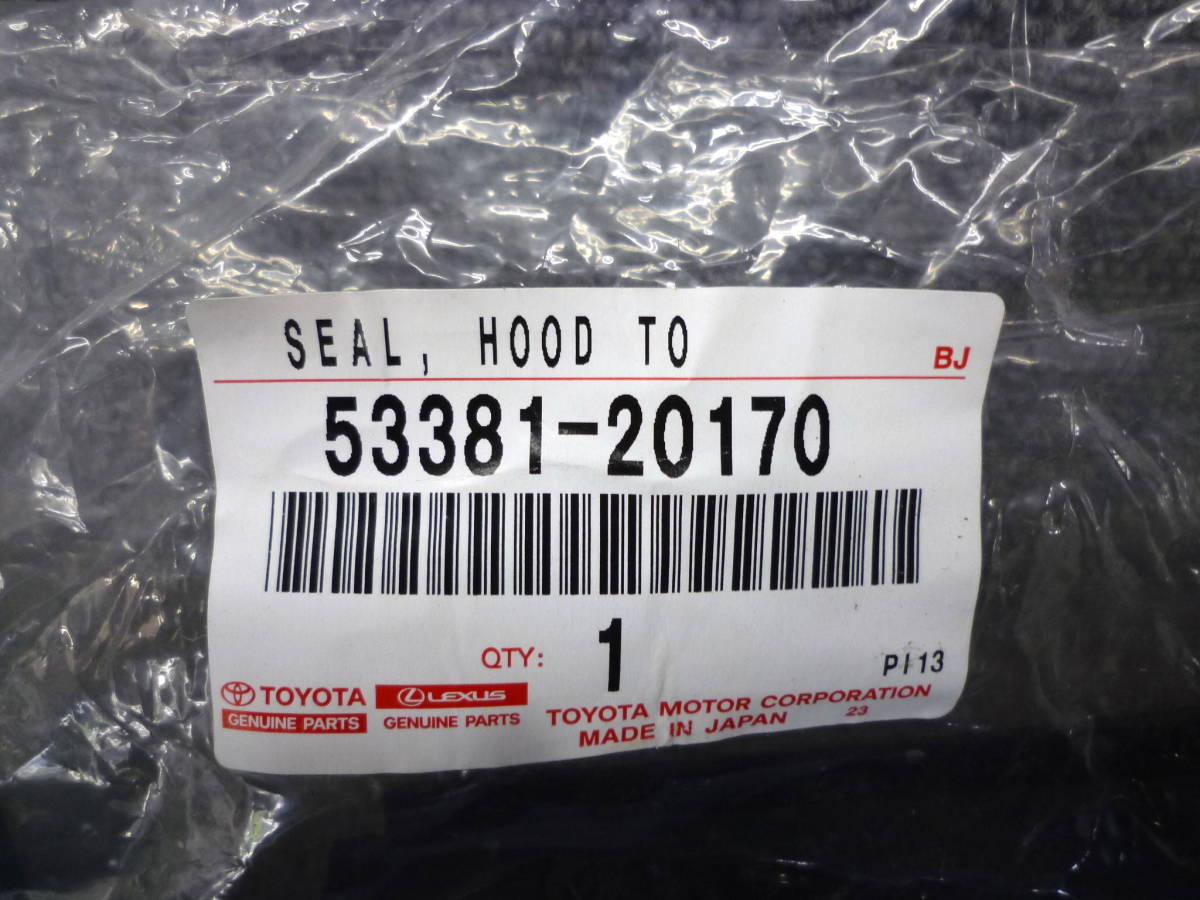 SEAL, HOOD TO
BJ
53381-20170
QTY: 1
PI13
TOYOTA
GENUINE PARTS
LEXUS
GENUINE PARTS
TOYOTA MOTOR CORPORATION
MADE IN JAPAN 23